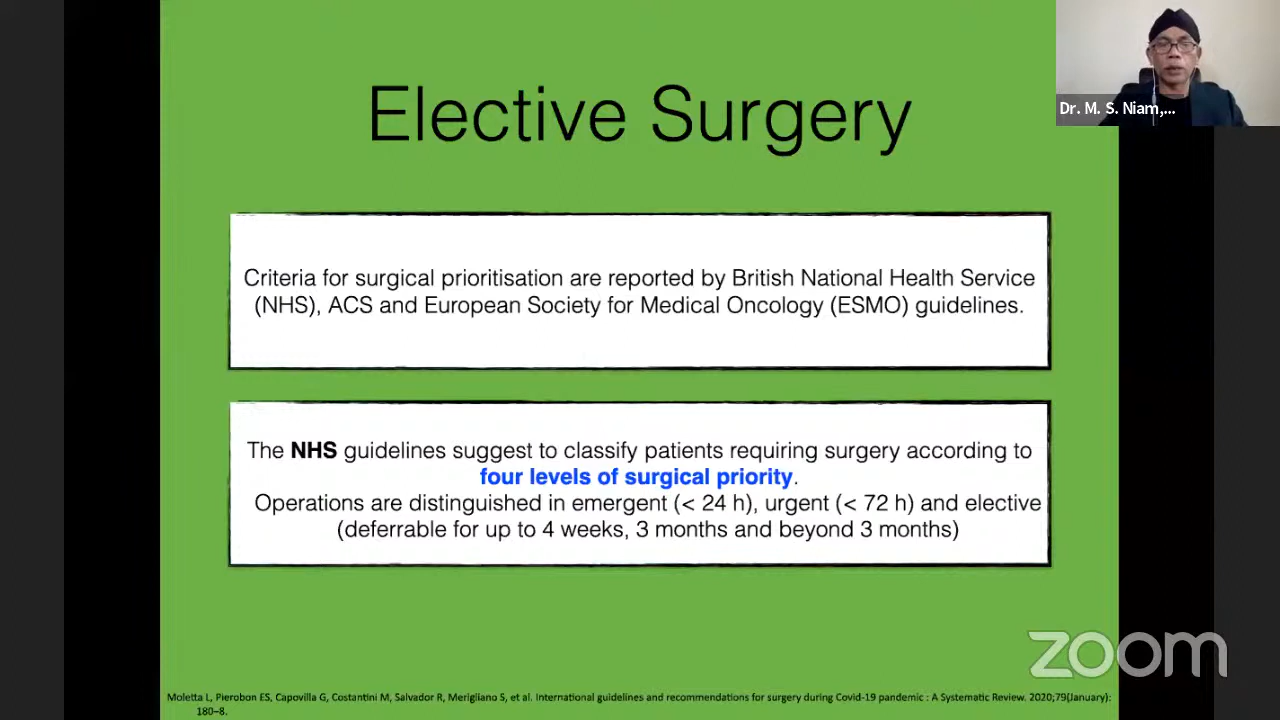 Elective Surgery
Dr. M. S. Niam,...
Criteria for surgical prioritisation are reported by British National Health Service
(NHS), ACS and European Society for Medical Oncology (ESMO) guidelines.
The NHS guidelines suggest to classify patients requiring surgery according to
four levels of surgical priority.
Operations are distinguished in emergent (< 24 h), urgent (< 72 h) and elective
(deferrable for up to 4 weeks, 3 months and beyond 3 months)
zoom
Moletta L, Pierobon ES, Capovilla G, Costantini M, Salvador R, Merigliano S, et al. International guidelines and recommendations for surgery during Covid-19 pandemic : A Systematic Review. 2020;79(January):
180–8.